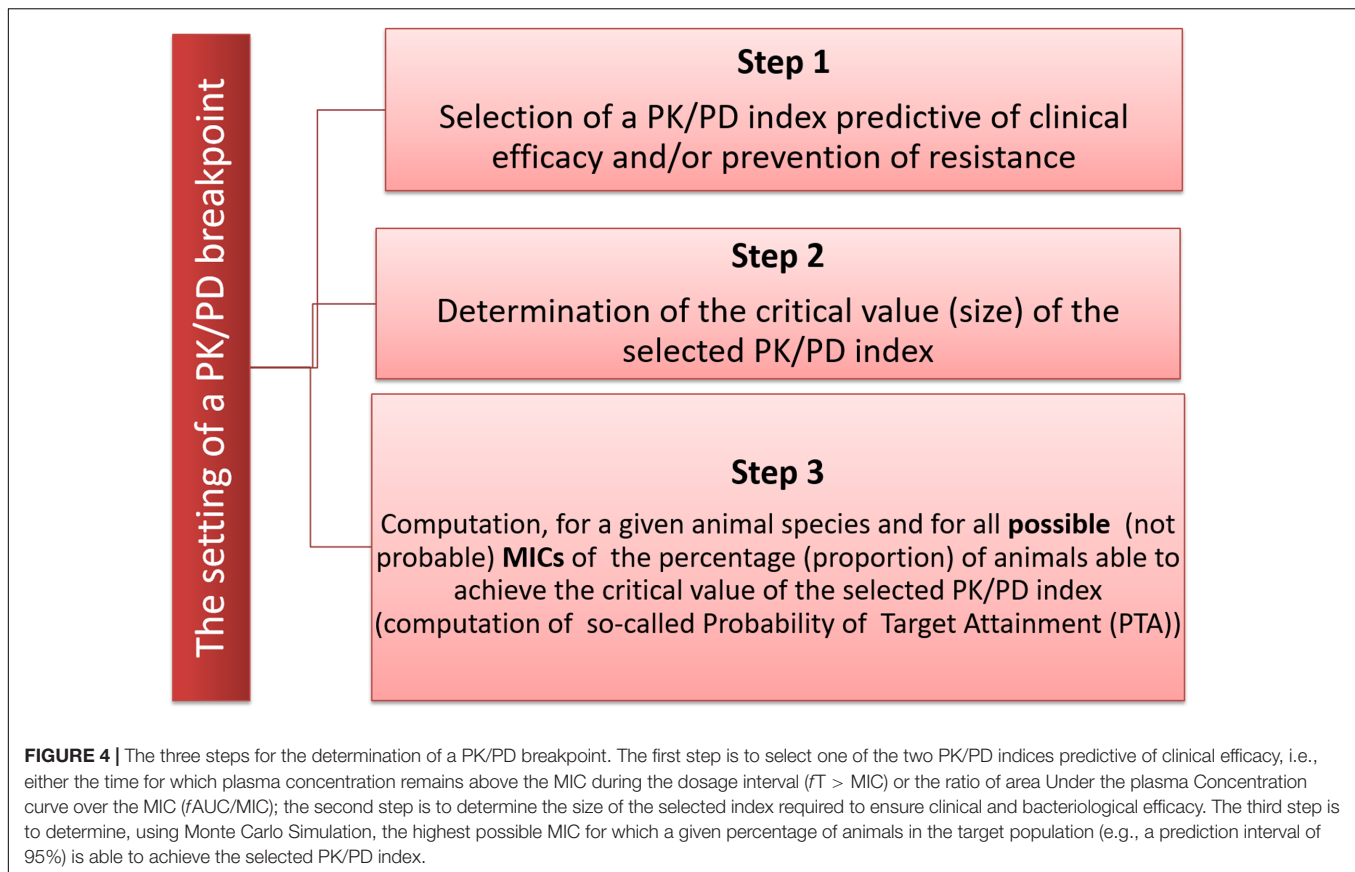 The setting of a PK/PD breakpoint
Step 1
Selection of a PK/PD index predictive of clinical
efficacy and/or prevention of resistance
Step 2
Determination of the critical value (size) of the
selected PK/PD index
Step 3
Computation, for a given animal species and for all possible (not
probable) MICs of the percentage (proportion) of animals able to
achieve the critical value of the selected PK/PD index
(computation of so-called Probability of Target Attainment (PTA))
FIGURE 4 | The three steps for the determination of a PK/PD breakpoint. The first step is to select one of the two PK/PD indices predictive of clinical efficacy, i.e.,
either the time for which plasma concentration remains above the MIC during the dosage interval (fT > MIC) or the ratio of area Under the plasma Concentration
curve over the MIC (fAUC/MIC); the second step is to determine the size of the selected index required to ensure clinical and bacteriological efficacy. The third step is
to determine, using Monte Carlo Simulation, the highest possible MIC for which a given percentage of animals in the target population (e.g., a prediction interval of
95%) is able to achieve the selected PK/PD index.